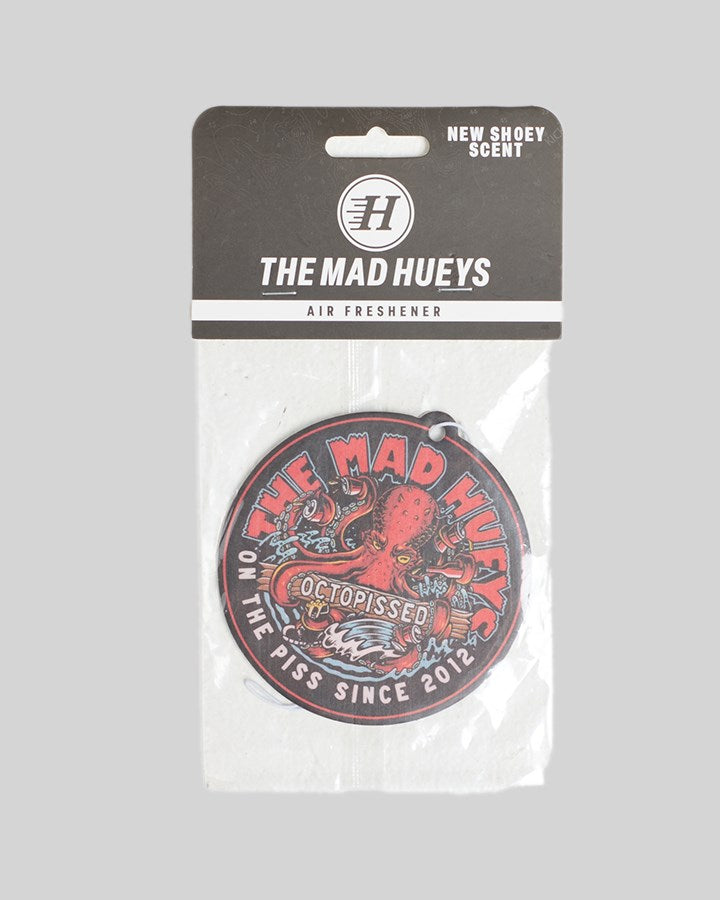 NEW SHOEY
SCENT
H
THE MAD HUEYS
AIR FRESHENER
THE MAD HUEYS
OCTOPISSED
ON THE PISS SINCE 2012